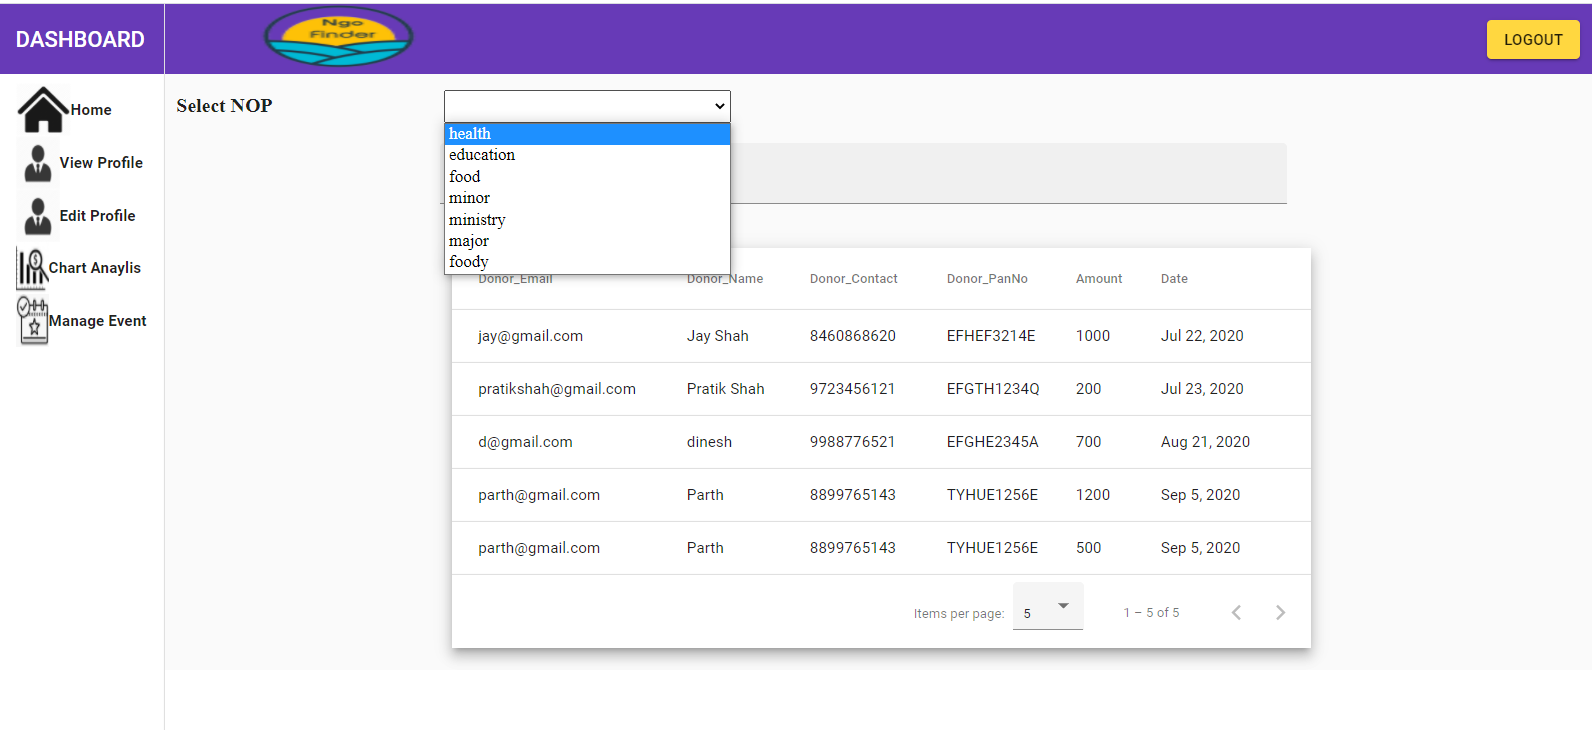 DASHBOARD
Ngo
Finder
LOGOUT
Home
View Profile
Edit Profile
Chart Anaylis
Manage Event
Select NOP
health
education
food
minor
ministry
major
foody
Donor_Email Donor_Name Donor_Contact Donor_PanNo Amount Date
jay@gmail.com Jay Shah 8460868620 EFHEF3214E 1000 Jul 22, 2020
pratikshah@gmail.com Pratik Shah 9723456121 EFGTH1234Q 200 Jul 23, 2020
d@gmail.com dinesh 9988776521 EFGHE2345A 700 Aug 21, 2020
parth@gmail.com Parth 8899765143 TYHUE1256E 1200 Sep 5, 2020
parth@gmail.com Parth 8899765143 TYHUE1256E 500 Sep 5, 2020
Items per page: 5 1 – 5 of 5